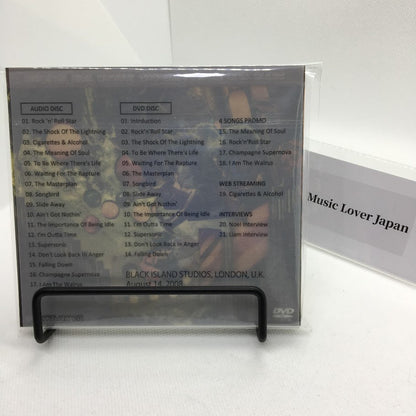 AUDIO DISC
01. Rock 'n' Roll Star
02. The Shock Of The Lightning
03. Cigarettes & Alcohol
04. The Meaning Of Soul
05. To Be Where There's Life
06. Waiting For The Rapture
07. The Masterplan
08. Songbird
09. Slide Away
10. Ain't Got Nothin'
11. The Importance Of Being Idle
12. I'm Outta Time
13. Supersonic
14. Don't Look Back In Anger
15. Falling Down
16. Champagne Supernova
17. I Am The Walrus
DVD DISC
01. Introduction
02. Rock'n'Roll Star
03. The Shock Of The Lightning
04. To Be Where There's Life
05. Waiting For The Rapture
06. The Masterplan
07. Songbird
08. Slide Away
09. Ain't Got Nothin'
10. The Importance Of Being Idle
11. I'm Outta Time
12. Supersonic
13. Don't Look Back In Anger
14. Falling Down
4 SONGS PROMO
15. The Meaning Of Soul
16. Rock'n'Roll Star
17. Champagne Supernova
18. I Am The Walrus
WEB STREAMING
19. Cigarettes & Alcohol
INTERVIEWS
20. Noel Interview
21. Liam Interview
BLACK ISLAND STUDIOS, LONDON, U.K.
August 14, 2008
DVD
Music Lover Japan